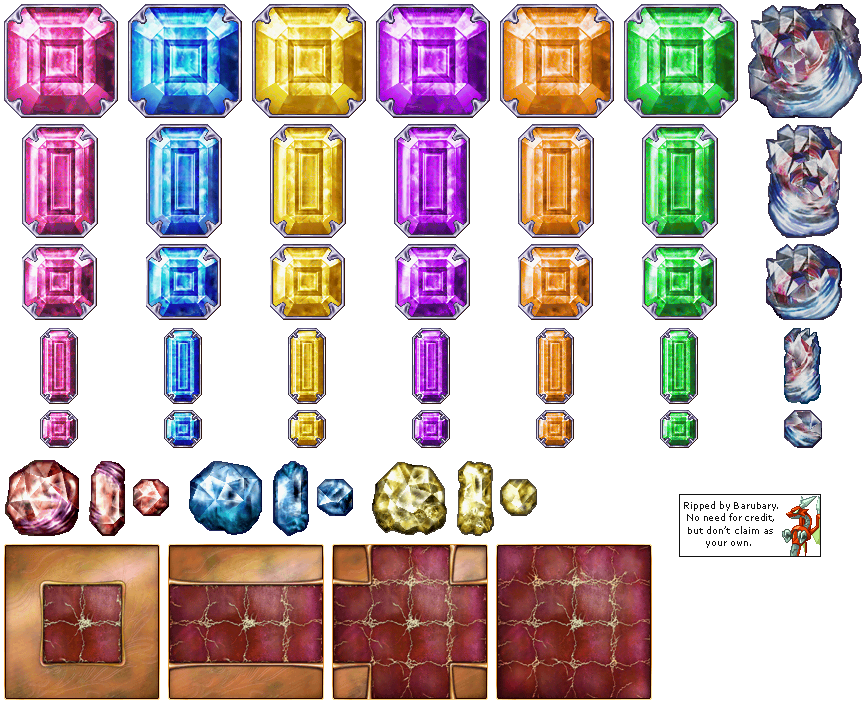 Ripped by Barubary.
No need for credit,
but don't claim as
your own.